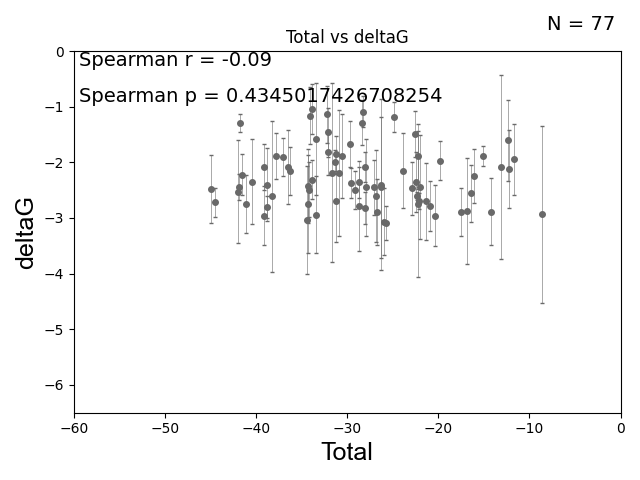 N = 77
Total vs deltaG
Spearman r = -0.09
Spearman p = 0.4345017426708254
0
−1
−2
−3
−4
−5
−6
deltaG
−60
−50
−40
−30
−20
−10
0
Total